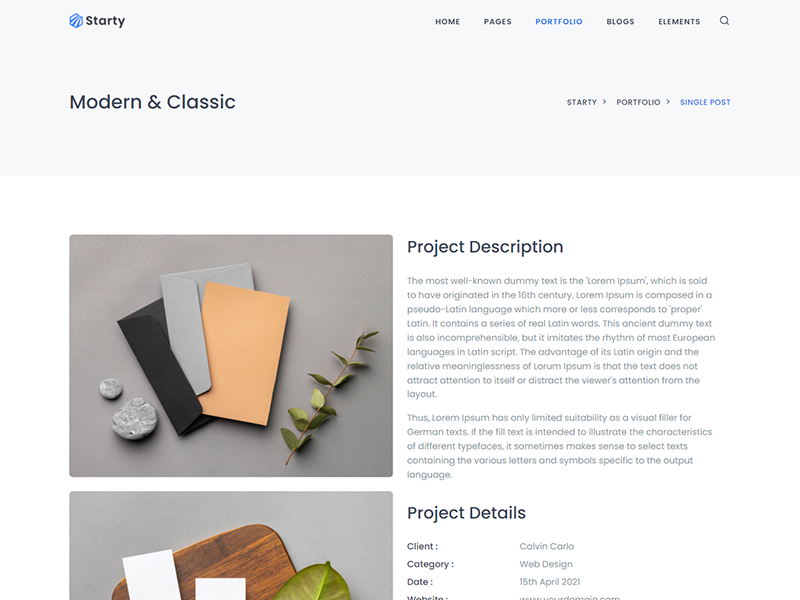 Starty
HOME PAGES PORTFOLIO BLOGS ELEMENTS
Modern & Classic
STARTY > PORTFOLIO > SINGLE POST
Project Description
The most well-known dummy text is the 'Lorem Ipsum', which is said
to have originated in the 16th century. Lorem Ipsum is composed in a
pseudo-Latin language which more or less corresponds to 'proper'
Latin. It contains a series of real Latin words. This ancient dummy text
is also incomprehensible, but it imitates the rhythm of most European
languages in Latin script. The advantage of its Latin origin and the
relative meaninglessness of Lorum Ipsum is that the text does not
attract attention to itself or distract the viewer's attention from the
layout.
Thus, Lorem Ipsum has only limited suitability as a visual filler for
German texts. If the fill text is intended to illustrate the characteristics
of different typefaces, it sometimes makes sense to select texts
containing the various letters and symbols specific to the output
language.
Project Details
Client : Calvin Carlo
Category : Web Design
Date : 15th April 2021
Website : www.yourdomain.com